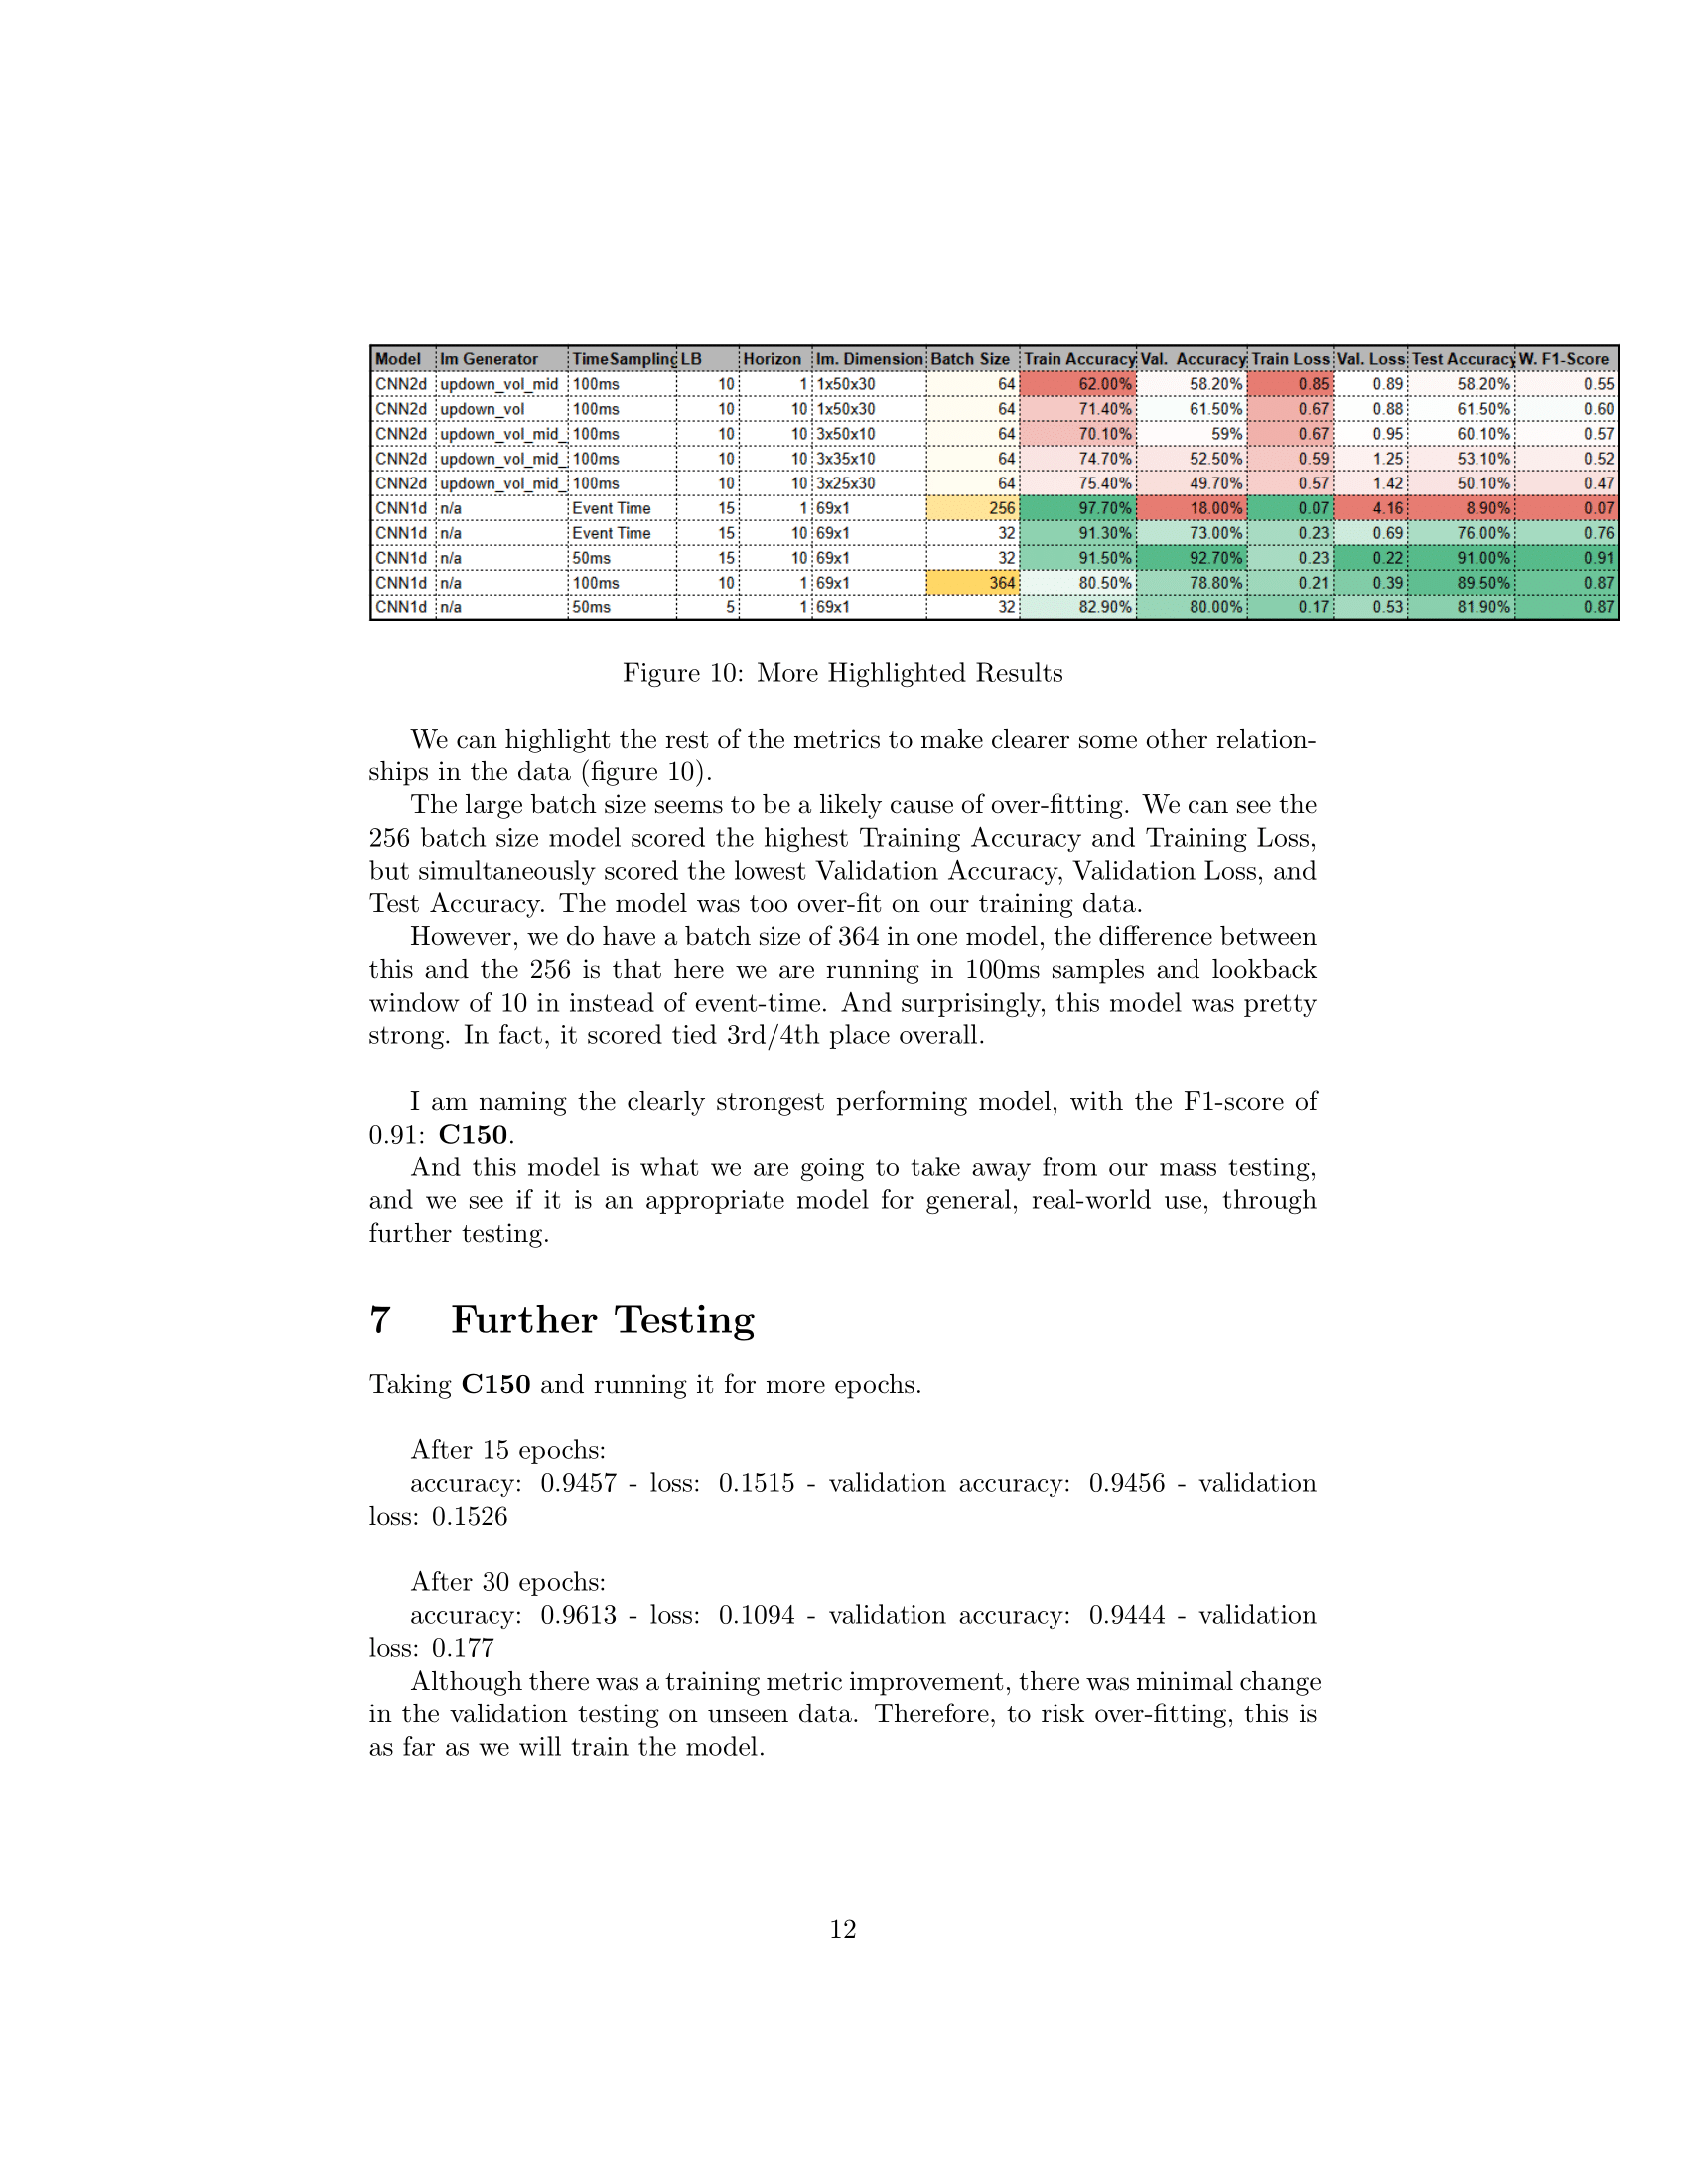 Model Im Generator TimeSampling LB Horizon Im. Dimension Batch Size Train Accuracy Val. Accuracy Train Loss Val. Loss Test Accuracy W. F1-Score
CNN2d updown_vol_mid 100ms 10 1 1x50x30 64 62.00% 58.20% 0.85 0.89 58.20% 0.55
CNN2d updown_vol 100ms 10 10 1x50x30 64 71.40% 61.50% 0.67 0.88 61.50% 0.60
CNN2d updown_vol_mid_ 100ms 10 10 3x50x10 64 70.10% 59% 0.67 0.95 60.10% 0.57
CNN2d updown_vol_mid_ 100ms 10 10 3x35x10 64 74.70% 52.50% 0.59 1.25 53.10% 0.52
CNN2d updown_vol_mid_ 100ms 10 10 3x25x30 64 75.40% 49.70% 0.57 1.42 50.10% 0.47
CNN1d n/a Event Time 15 1 69x1 256 97.70% 18.00% 0.07 4.16 8.90% 0.07
CNN1d n/a Event Time 15 10 69x1 32 91.30% 73.00% 0.23 0.69 76.00% 0.76
CNN1d n/a 50ms 15 10 69x1 32 91.50% 92.70% 0.23 0.22 91.00% 0.91
CNN1d n/a 100ms 10 1 69x1 364 80.50% 78.80% 0.21 0.39 89.50% 0.87
CNN1d n/a 50ms 5 1 69x1 32 82.90% 80.00% 0.17 0.53 81.90% 0.87
Figure 10: More Highlighted Results
We can highlight the rest of the metrics to make clearer some other relation-
ships in the data (figure 10).
The large batch size seems to be a likely cause of over-fitting. We can see the
256 batch size model scored the highest Training Accuracy and Training Loss,
but simultaneously scored the lowest Validation Accuracy, Validation Loss, and
Test Accuracy. The model was too over-fit on our training data.
However, we do have a batch size of 364 in one model, the difference between
this and the 256 is that here we are running in 100ms samples and lookback
window of 10 in instead of event-time. And surprisingly, this model was pretty
strong. In fact, it scored tied 3rd/4th place overall.
I am naming the clearly strongest performing model, with the F1-score of
0.91: C150.
And this model is what we are going to take away from our mass testing,
and we see if it is an appropriate model for general, real-world use, through
further testing.
7 Further Testing
Taking C150 and running it for more epochs.
After 15 epochs:
accuracy: 0.9457 - loss: 0.1515 - validation accuracy: 0.9456 - validation
loss: 0.1526
After 30 epochs:
accuracy: 0.9613 - loss: 0.1094 - validation accuracy: 0.9444 - validation
loss: 0.177
Although there was a training metric improvement, there was minimal change
in the validation testing on unseen data. Therefore, to risk over-fitting, this is
as far as we will train the model.
12